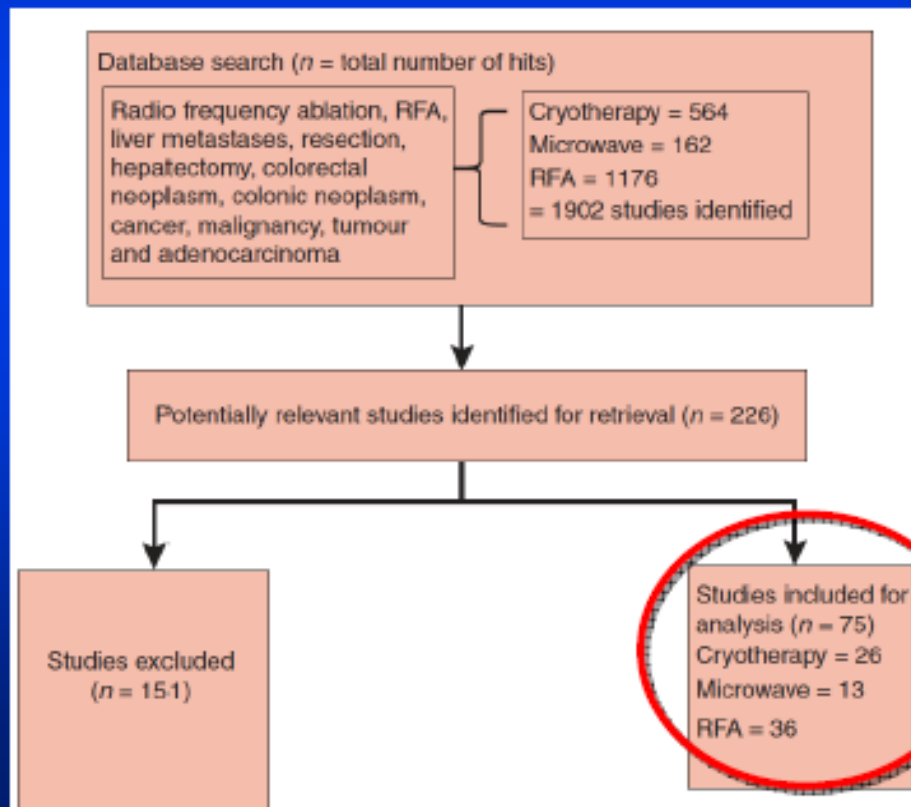 Database search (n = total number of hits)
Radio frequency ablation, RFA,
liver metastases, resection,
hepatectomy, colorectal
neoplasm, colonic neoplasm,
cancer, malignancy, tumour
and adenocarcinoma
Cryotherapy = 564
Microwave = 162
RFA = 1176
= 1902 studies identified
Potentially relevant studies identified for retrieval (n = 226)
Studies excluded
(n = 151)
Studies included for
analysis (n = 75)
Cryotherapy = 26
Microwave = 13
RFA = 36